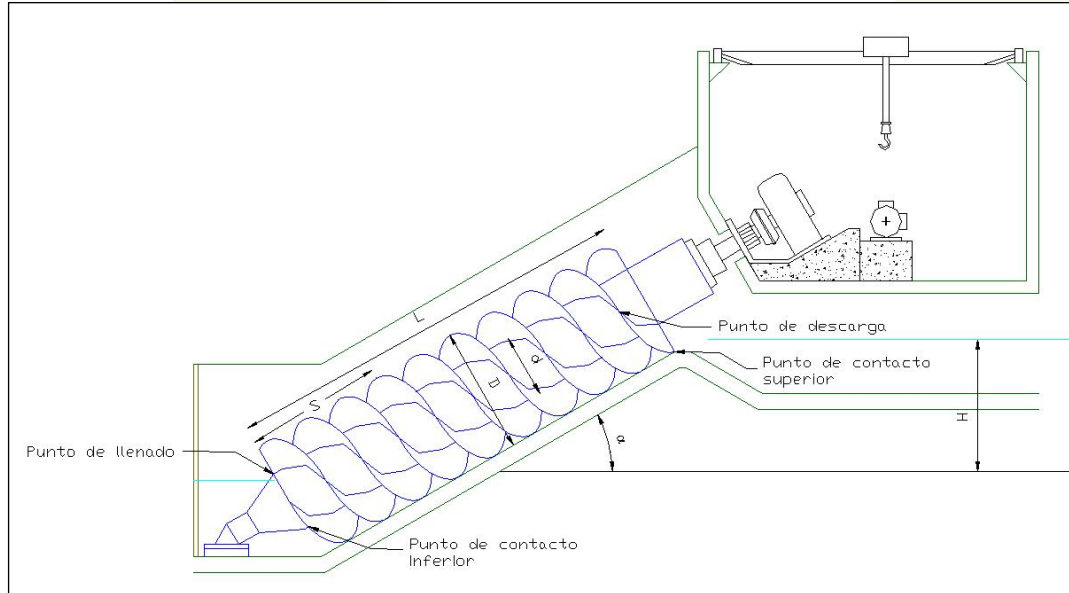 L
S
D
d
Punto de descarga
Punto de contacto
superior
H
α
Punto de llenado
Punto de contacto
Inferior